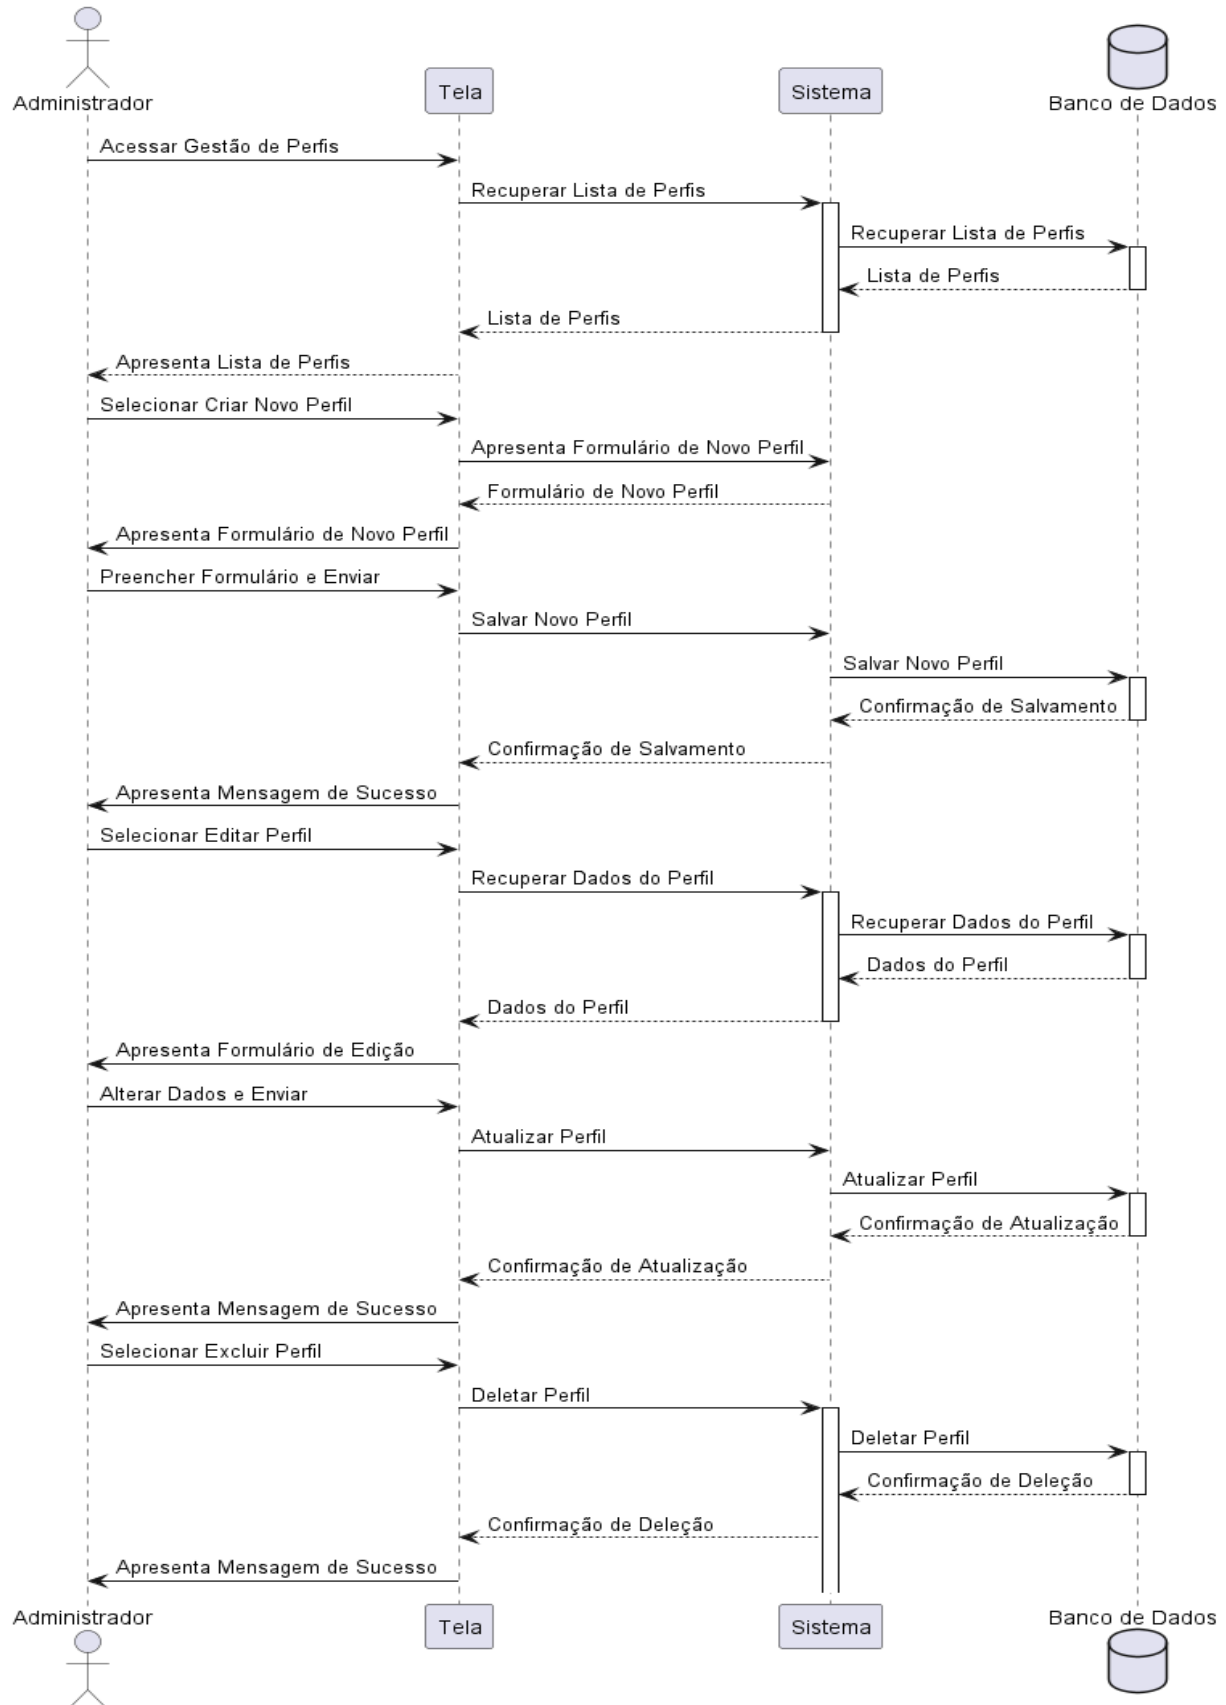 Administrador
Tela
Sistema
Banco de Dados
Acessar Gestão de Perfis
Recuperar Lista de Perfis
Recuperar Lista de Perfis
Lista de Perfis
Lista de Perfis
Apresenta Lista de Perfis
Selecionar Criar Novo Perfil
Apresenta Formulário de Novo Perfil
Formulário de Novo Perfil
Apresenta Formulário de Novo Perfil
Preencher Formulário e Enviar
Salvar Novo Perfil
Salvar Novo Perfil
Confirmação de Salvamento
Confirmação de Salvamento
Apresenta Mensagem de Sucesso
Selecionar Editar Perfil
Recuperar Dados do Perfil
Recuperar Dados do Perfil
Dados do Perfil
Dados do Perfil
Apresenta Formulário de Edição
Alterar Dados e Enviar
Atualizar Perfil
Atualizar Perfil
Confirmação de Atualização
Confirmação de Atualização
Apresenta Mensagem de Sucesso
Selecionar Excluir Perfil
Deletar Perfil
Deletar Perfil
Confirmação de Deleção
Confirmação de Deleção
Apresenta Mensagem de Sucesso
Administrador
Tela
Sistema
Banco de Dados